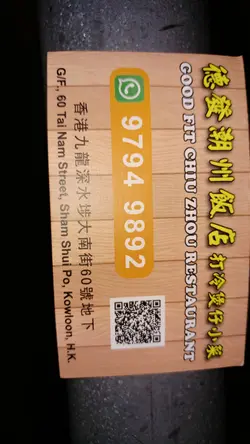 德發潮州飯店 打冷煲仔小菜
GOOD FIT CHIU ZHOU RESTAURANT
9794 9892
香港九龍深水埗大南街60號地下
G/F., 60 Tai Nam Street, Sham Shui Po, Kowloon, H.K.